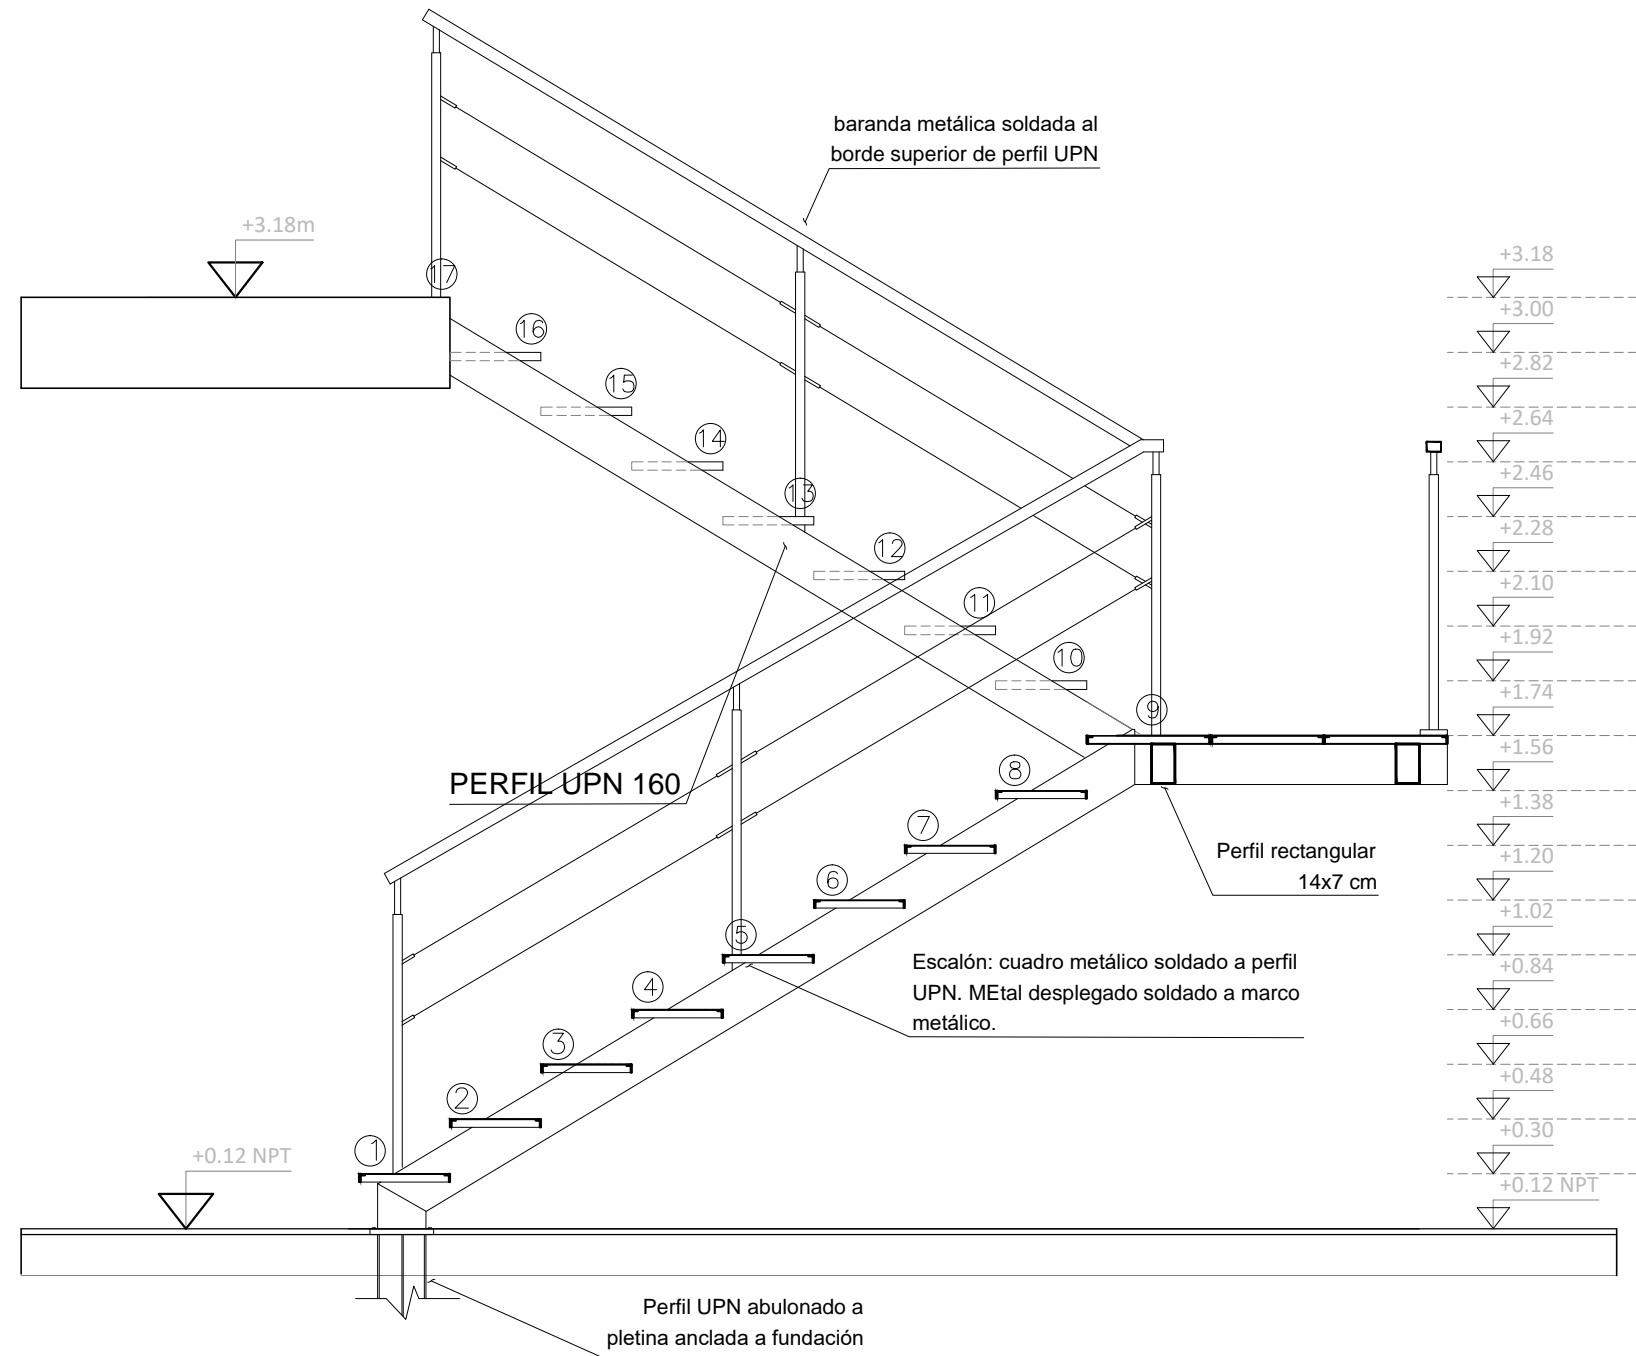 baranda metálica soldada al
borde superior de perfil UPN
+3.18m
17
16
15
14
13
12
11
10
9
PERFIL UPN 160
8
7
6
5
4
3
2
1
Perfil rectangular
14x7 cm
Escalón: cuadro metálico soldado a perfil
UPN. MEtal desplegado soldado a marco
metálico.
+0.12 NPT
Perfil UPN abulonado a
pletina anclada a fundación
+3.18
+3.00
+2.82
+2.64
+2.46
+2.28
+2.10
+1.92
+1.74
+1.56
+1.38
+1.20
+1.02
+0.84
+0.66
+0.48
+0.30
+0.12 NPT